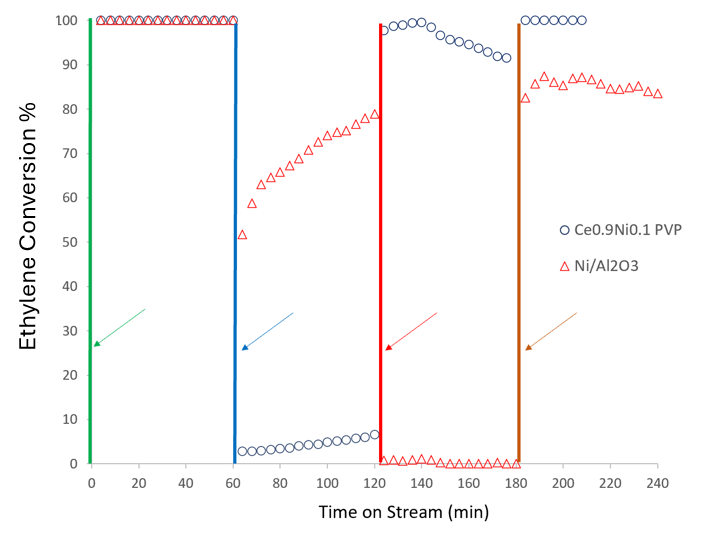 Ethylene Conversion %
100
90
80
70
60
50
40
30
20
10
0
Ce0.9Ni0.1 PVP
Ni/Al2O3
0 20 40 60 80 100 120 140 160 180 200 220 240
Time on Stream (min)